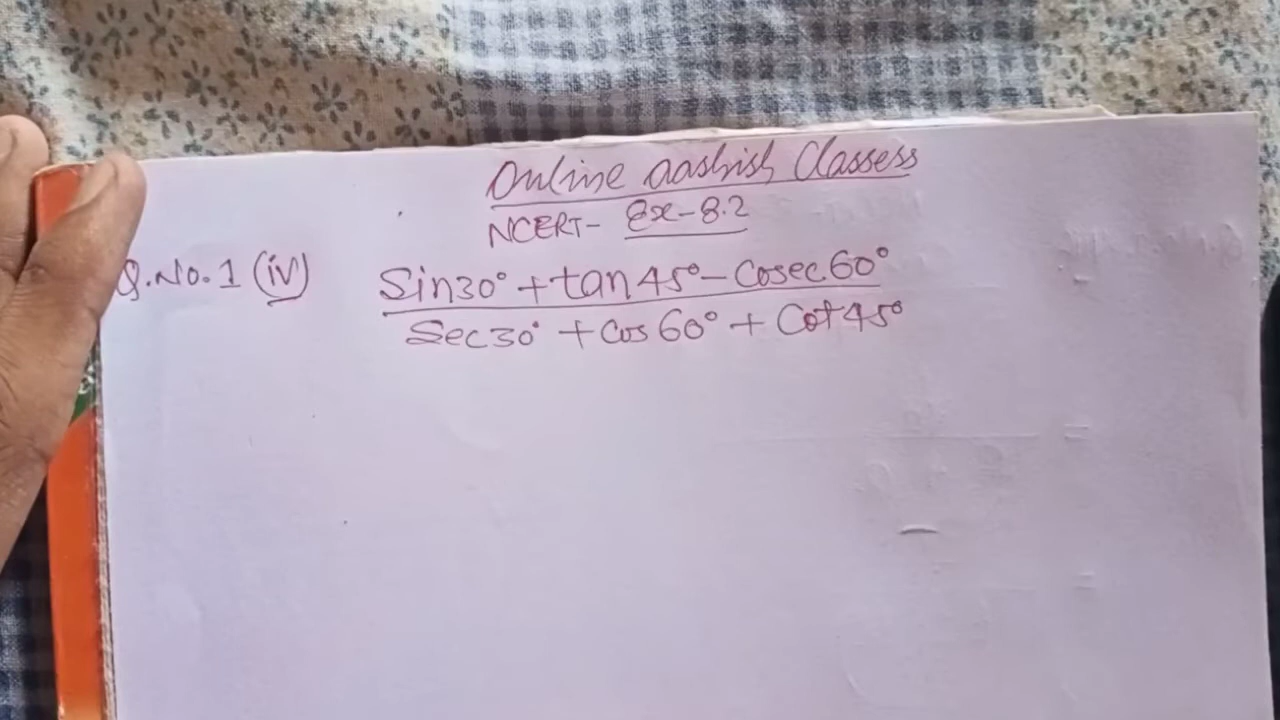 Online aashish Classess
NCERT- Ex-8.2
Q.No.1 (iv) Sin30° + tan45° - Cosec60°
Sec30° + Cos60° + Cot45°